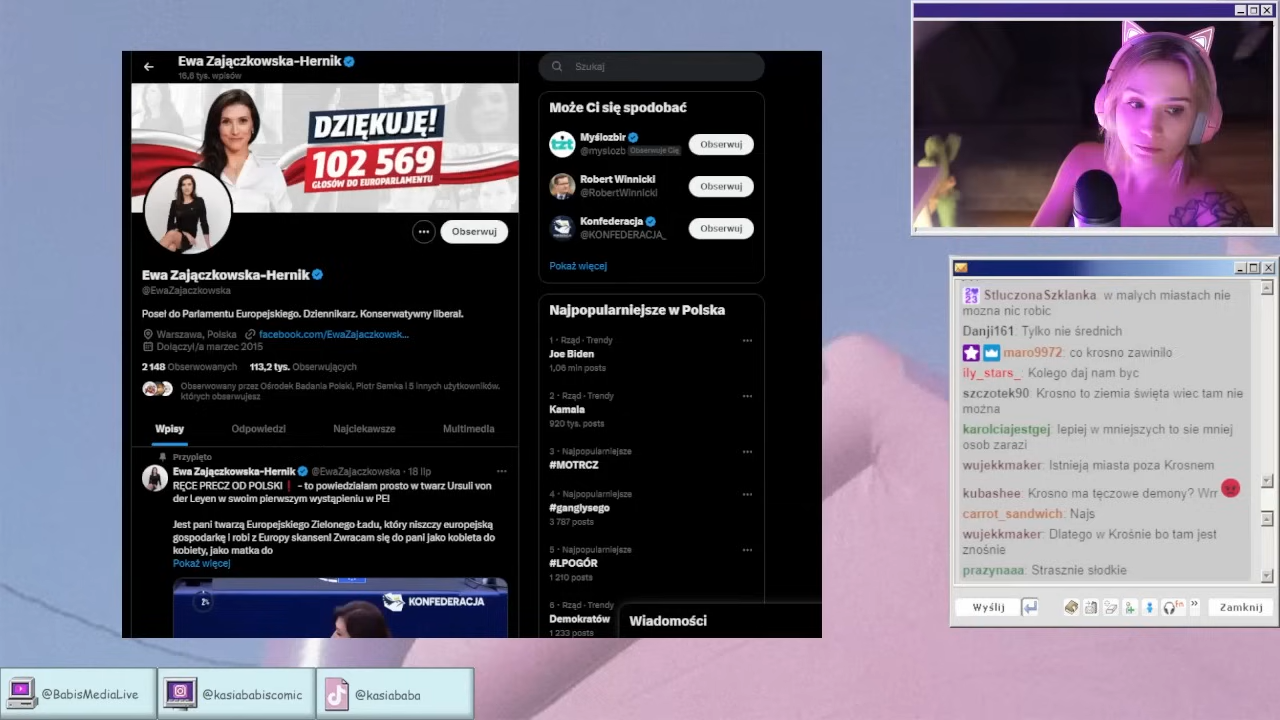 Ewa Zajączkowska-Hernik
16,8 tys. wpisów
DZIĘKUJĘ!
102 569
GŁOSÓW DO EUROPARLAMENTU
Obserwuj
Ewa Zajączkowska-Hernik
@EwaZajaczkowska
Poseł do Parlamentu Europejskiego. Dziennikarz. Konserwatywny liberał.
Warszawa, Polska facebook.com/EwaZajaczkowsk...
Dołączył/a marzec 2015
2 148 Obserwowanych 113,2 tys. Obserwujących
Obserwowany przez Ośrodek Badania Polski, Piotr Semka i 5 innych użytkowników.
których obserwujesz
Wpisy Odpowiedzi Najciekawsze Multimedia
Przypięto
Ewa Zajączkowska-Hernik @EwaZajaczkowska · 18 lip
RĘCE PRECZ OD POLSKI❗ - to powiedziałam prosto w twarz Ursuli von
der Leyen w swoim pierwszym wystąpieniu w PE!
Jest pani twarzą Europejskiego Zielonego Ładu, który niszczy europejską
gospodarkę i robi z Europy skansen! Zwracam się do pani jako kobieta do
kobiety, jako matka do
Pokaż więcej
KONFEDERACJA
Szukaj
Może Ci się spodobać
Myślozbir
@myslozb Obserwuje Cię
Obserwuj
Robert Winnicki
@RobertWinnicki
Obserwuj
Konfederacja
@KONFEDERACJA_
Obserwuj
Pokaż więcej
Najpopularniejsze w Polska
1 · Rząd · Trendy
Joe Biden
1,06 mln posts
2 · Rząd · Trendy
Kamala
920 tys. posts
3 · Najpopularniejsze
#MOTRCZ
4 · Najpopularniejsze
#ganglysego
3 787 posts
5 · Najpopularniejsze
#LPOGÓR
1 210 posts
6 · Rząd · Trendy
Demokratów
1 233 posts
Wiadomości
StluczonaSzklanka: w malych miastach nie
mozna nic robic
Danji161: Tylko nie średnich
maro9972: co krosno zawinilo
ily_stars_: Kolego daj nam byc
szczotek90: Krosno to ziemia święta wiec tam nie
można
karolciajestgej: lepiej w mniejszych to sie mniej
osob zarazi
wujekkmaker: Istnieją miasta poza Krosnem
kubashee: Krosno ma tęczowe demony? Wrr
carrot_sandwich: Najs
wujekkmaker: Dlatego w Krośnie bo tam jest
znośnie
prazynaaa: Strasznie słodkie
Wyślij
Zamknij
@BabisMediaLive
@kasiababiscomic
@kasiababa